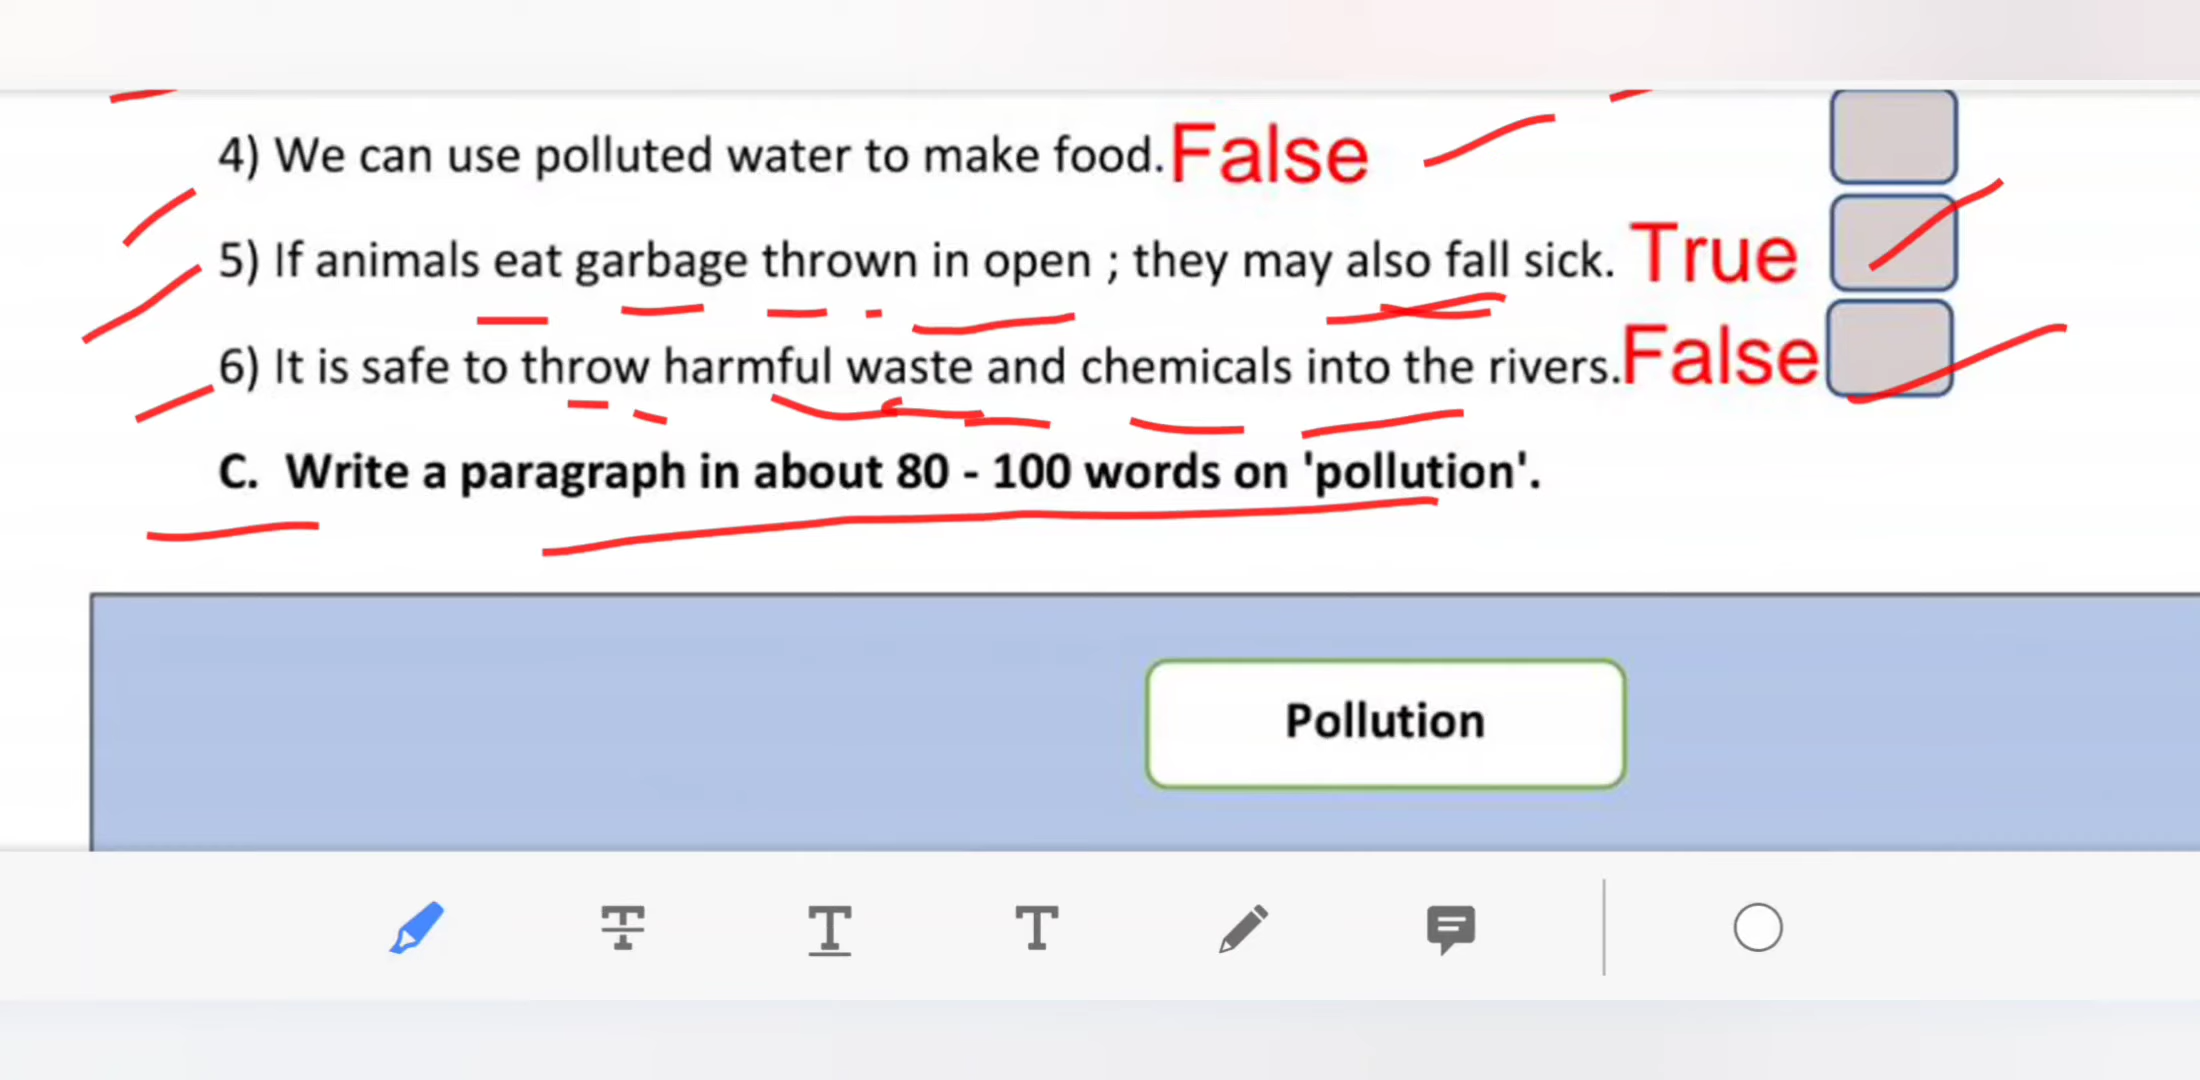 4) We can use polluted water to make food. False
5) If animals eat garbage thrown in open ; they may also fall sick. True
6) It is safe to throw harmful waste and chemicals into the rivers. False
C. Write a paragraph in about 80 - 100 words on 'pollution'.
Pollution